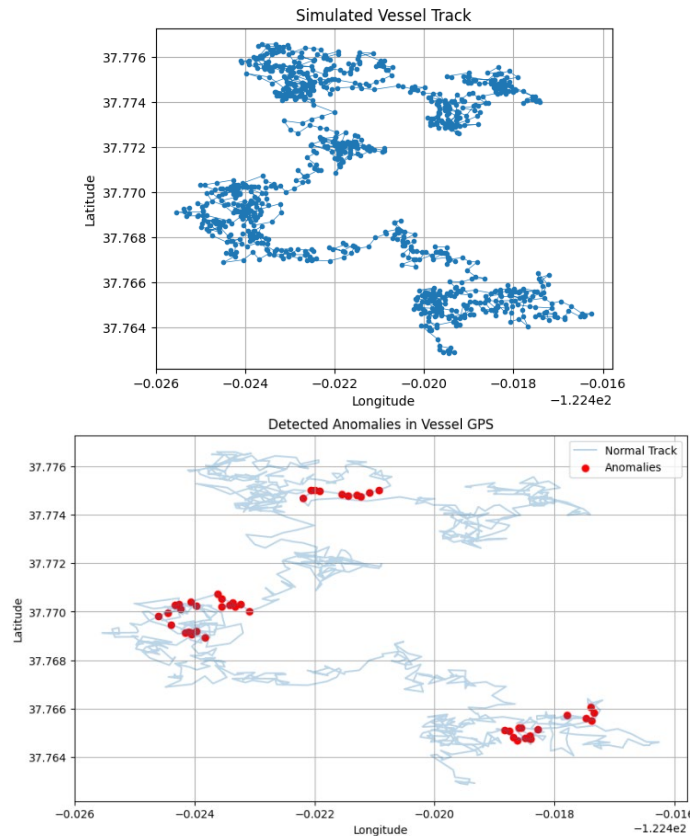 Simulated Vessel Track
37.776
37.774
37.772
37.770
37.768
37.766
37.764
Latitude
−0.026 −0.024 −0.022 −0.020 −0.018 −0.016
Longitude
−1.224e2
Detected Anomalies in Vessel GPS
Normal Track
Anomalies
37.776
37.774
37.772
37.770
37.768
37.766
37.764
Latitude
−0.026 −0.024 −0.022 −0.020 −0.018 −0.016
Longitude
−1.224e2